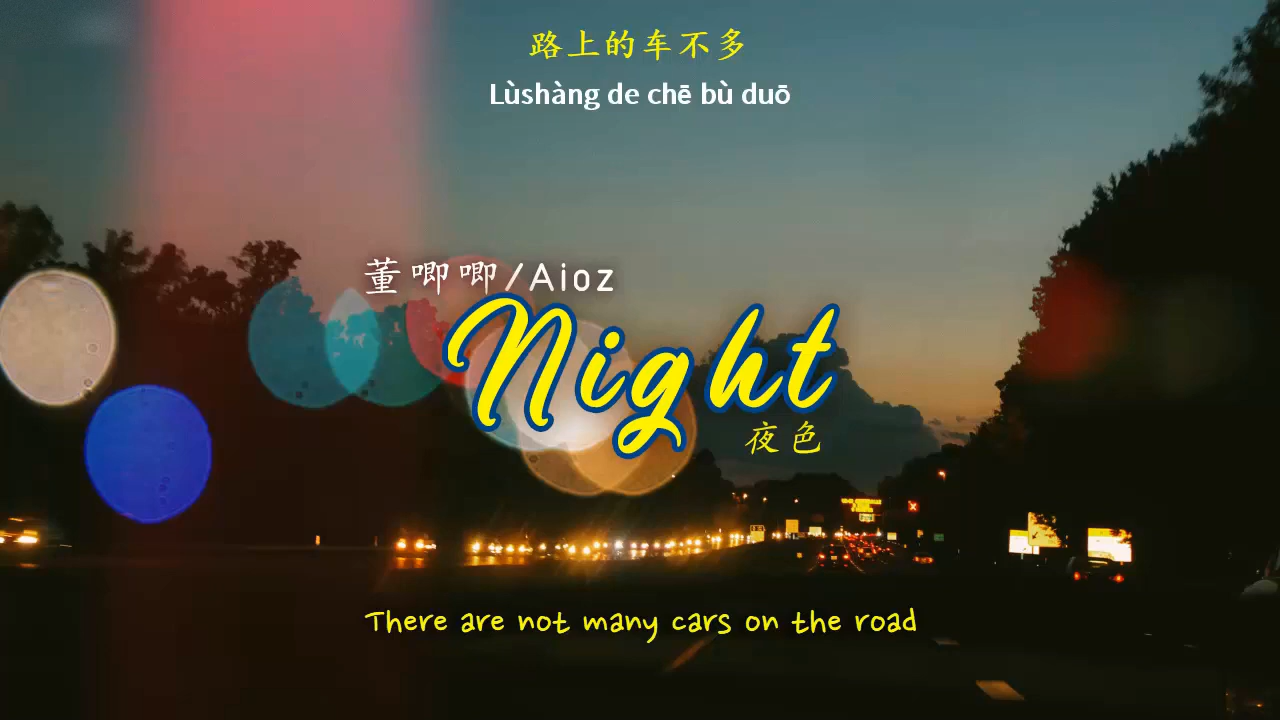 路上的车不多
Lùshàng de chē bù duō
董唧唧/Aioz
Night
夜色
There are not many cars on the road